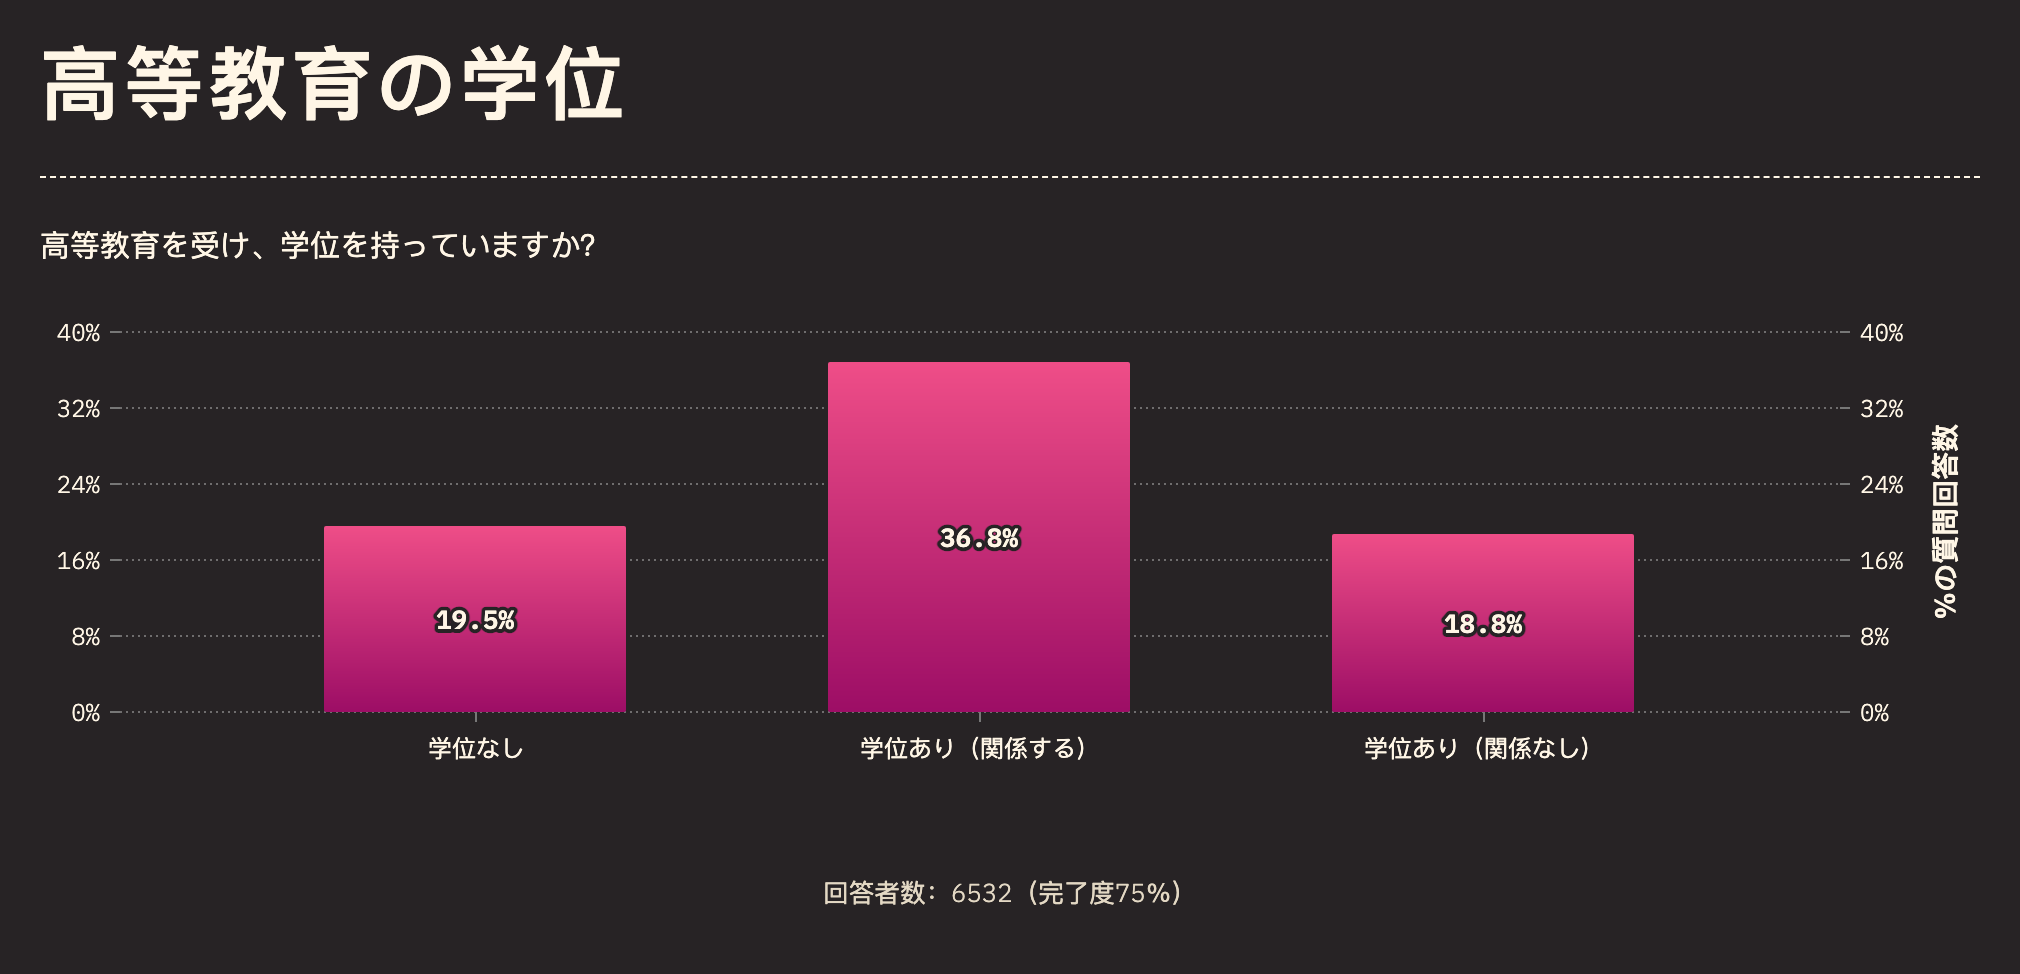 高等教育の学位
高等教育を受け、学位を持っていますか?
40%
32%
24%
16%
8%
0%
19.5%
36.8%
18.8%
40%
32%
24%
16%
8%
0%
%の質問回答数
学位なし
学位あり（関係する）
学位あり（関係なし）
回答者数：6532（完了度75%）